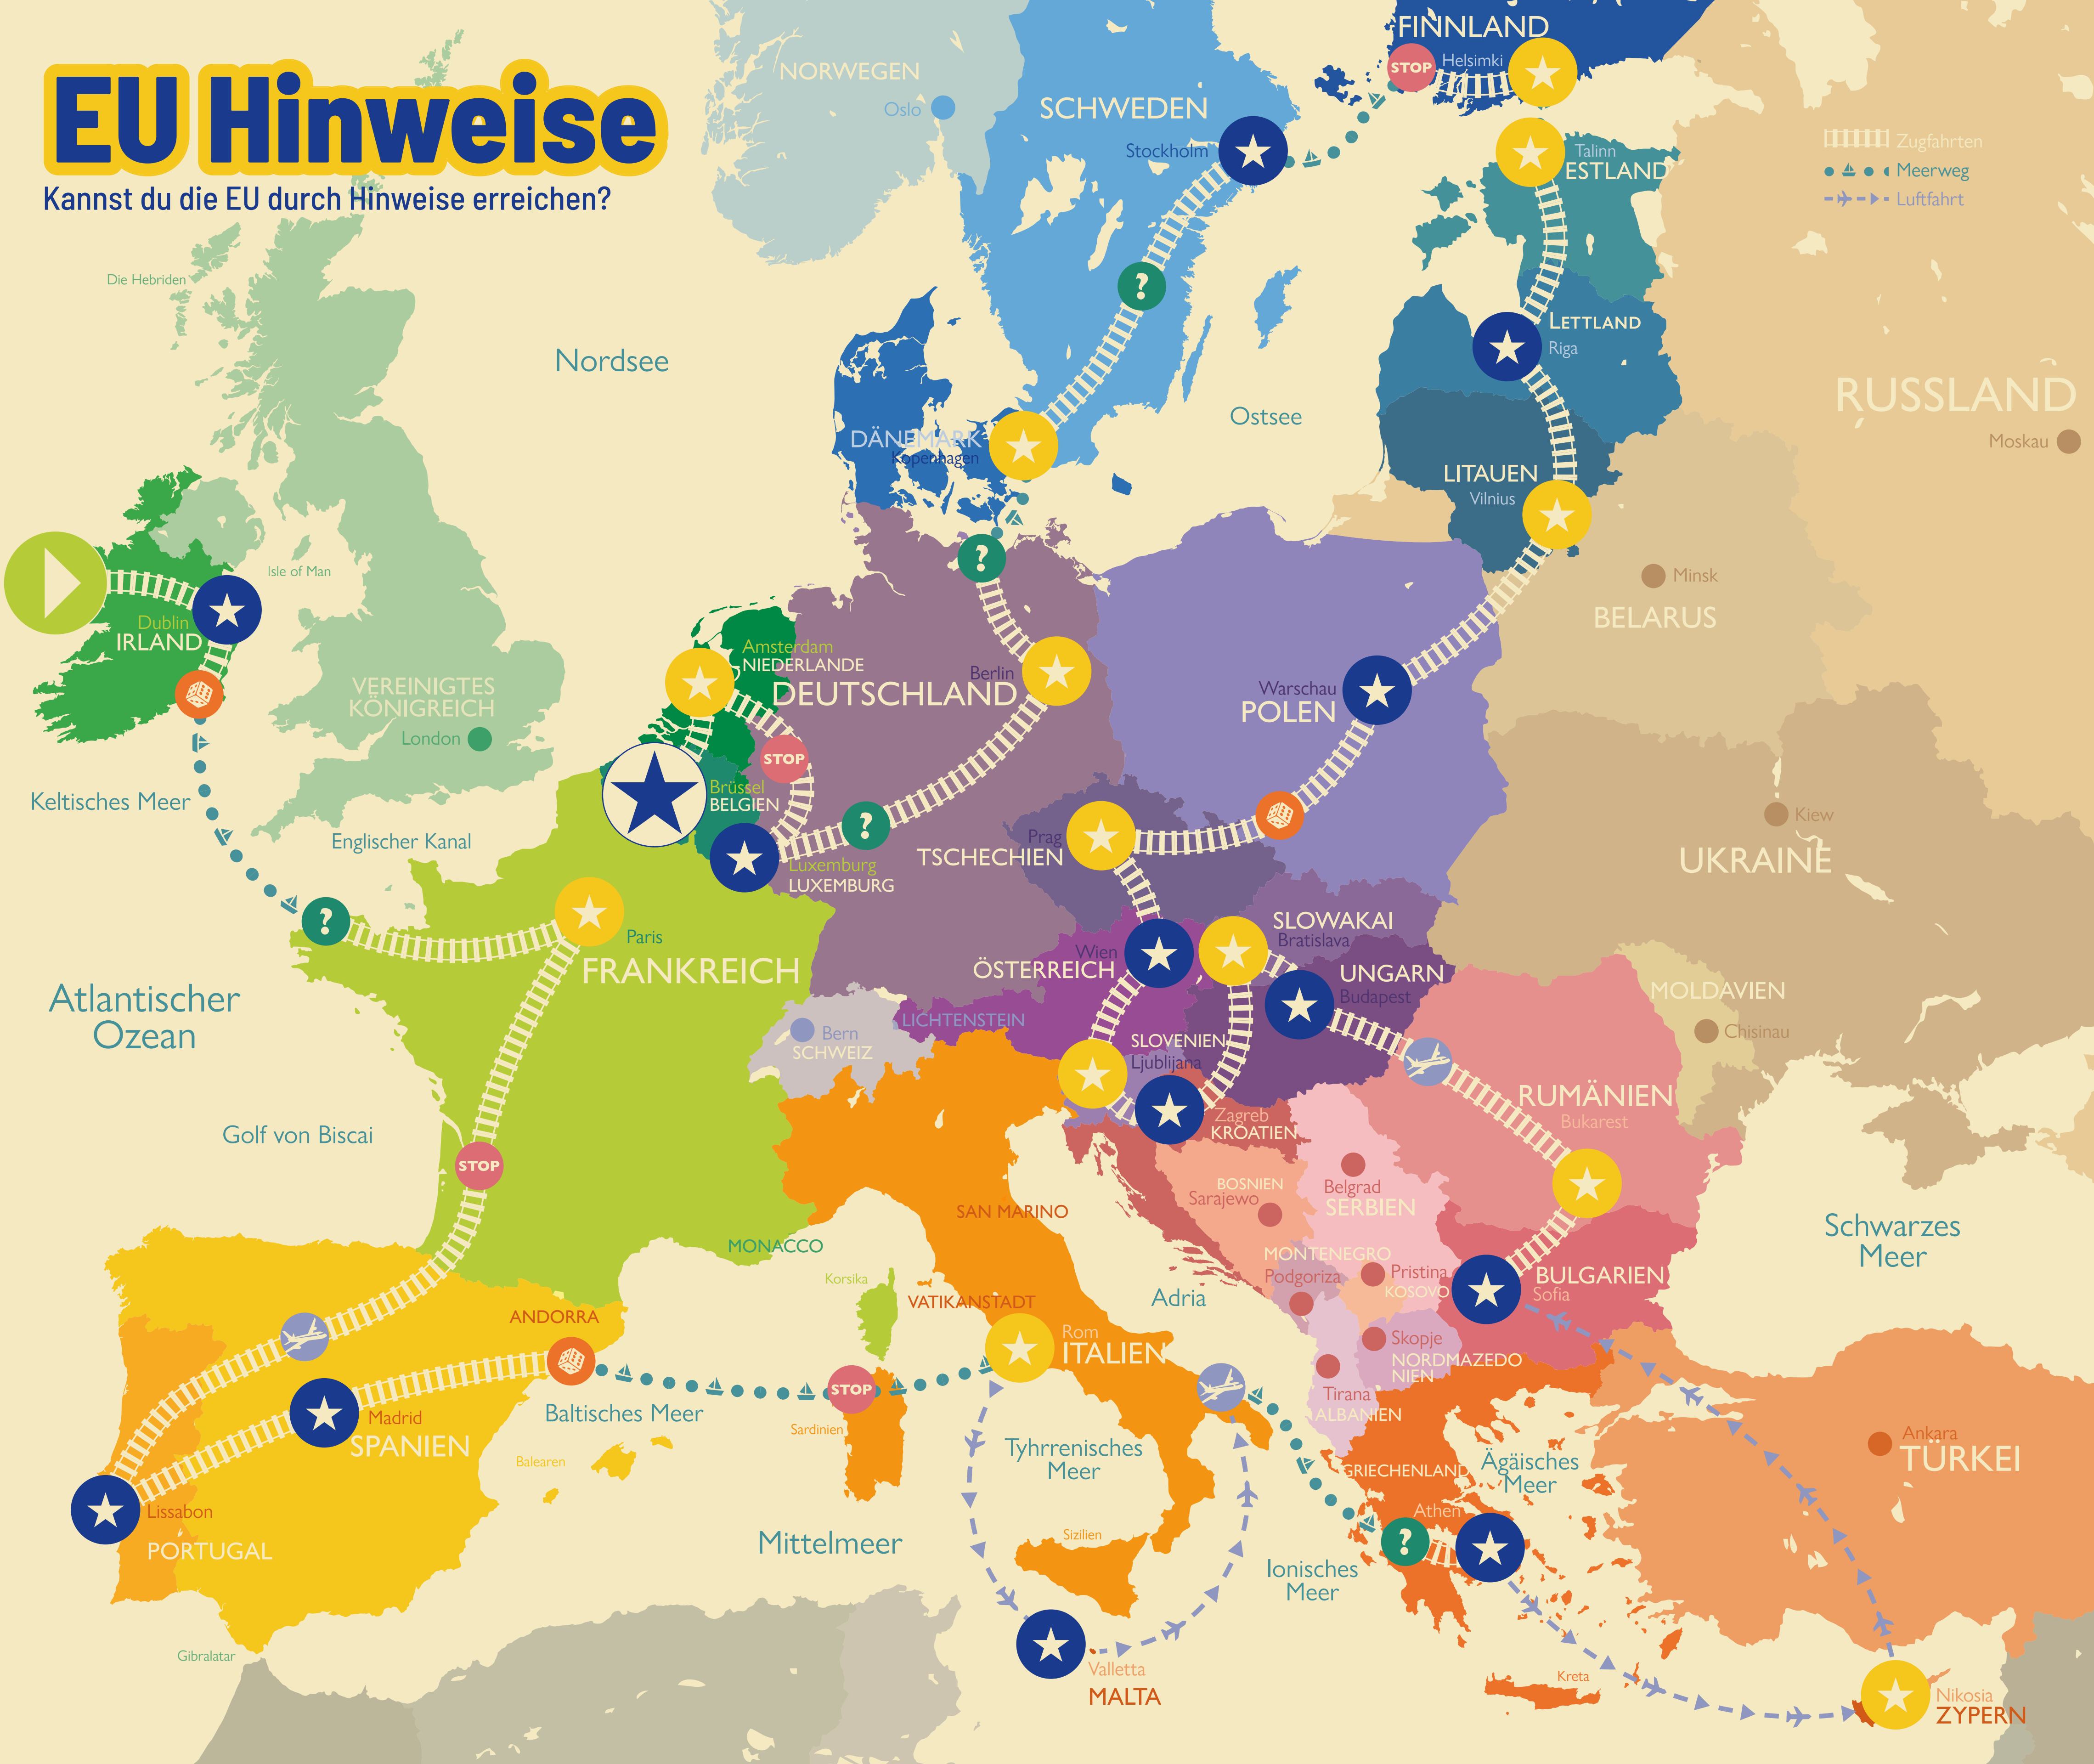 EU Hinweise
Kannst du die EU durch Hinweise erreichen?
FINNLAND
STOP
Helsimki
NORWEGEN
Oslo
SCHWEDEN
Stockholm
Talinn
ESTLAND
Zugfahrten
Meerweg
Luftfahrt
Die Hebriden
Nordsee
Ostsee
LETTLAND
Riga
RUSSLAND
Moskau
DÄNEMARK
Kopenhagen
LITAUEN
Vilnius
?
?
Isle of Man
Minsk
BELARUS
Dublin
IRLAND
VEREINIGTES
KÖNIGREICH
London
Amsterdam
NIEDERLANDE
DEUTSCHLAND
Berlin
Warschau
POLEN
STOP
Brüssel
BELGIEN
Keltisches Meer
Englischer Kanal
?
Luxemburg
LUXEMBURG
Prag
TSCHECHIEN
Kiew
UKRAINE
?
Paris
FRANKREICH
Wien
ÖSTERREICH
SLOWAKAI
Bratislava
UNGARN
Budapest
MOLDAVIEN
Chisinau
Atlantischer
Ozean
Bern
SCHWEIZ
LICHTENSTEIN
SLOVENIEN
Ljublijana
Zagreb
KROATIEN
RUMÄNIEN
Bukarest
Golf von Biscai
STOP
SAN MARINO
MONACCO
BOSNIEN
Sarajewo
Belgrad
SERBIEN
Schwarzes
Meer
MONTENEGRO
Podgoriza
Pristina
KOSOVO
BULGARIEN
Sofia
Korsika
VATIKANSTADT
Adria
ANDORRA
Rom
ITALIEN
Skopje
NORDMAZEDO
NIEN
Tirana
ALBANIEN
STOP
Sardinien
Baltisches Meer
Madrid
SPANIEN
Balearen
Tyhrrenisches
Meer
GRIECHENLAND
Ägäisches
Meer
Ankara
TÜRKEI
Lissabon
PORTUGAL
Mittelmeer
Sizilien
Athen
?
Ionisches
Meer
Gibralatar
Valletta
MALTA
Kreta
Nikosia
ZYPERN